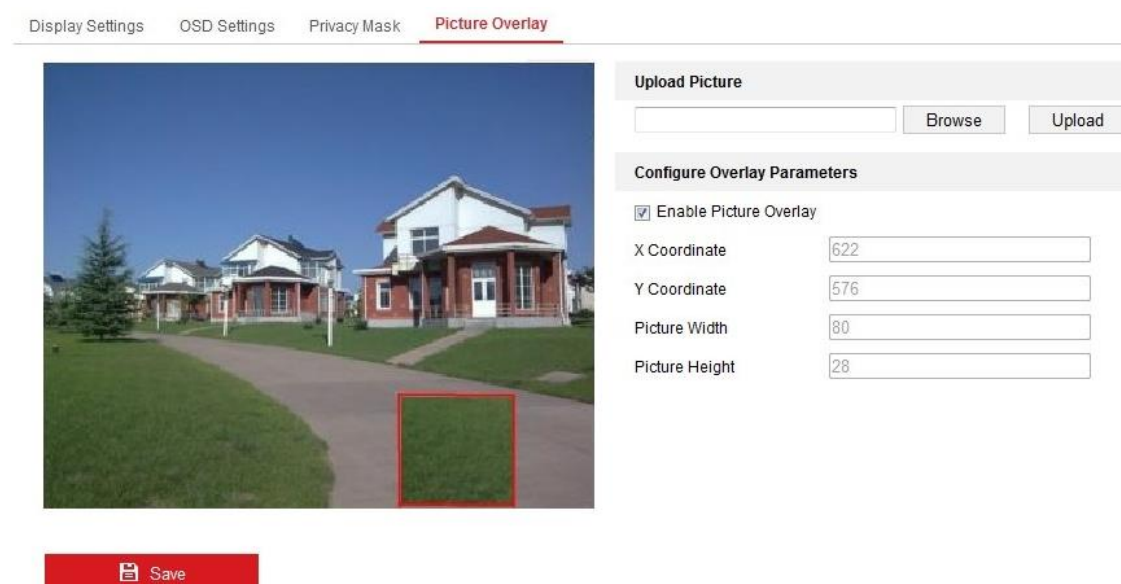 Display Settings OSD Settings Privacy Mask Picture Overlay
Upload Picture
Browse Upload
Configure Overlay Parameters
Enable Picture Overlay
X Coordinate 622
Y Coordinate 576
Picture Width 80
Picture Height 28
Save